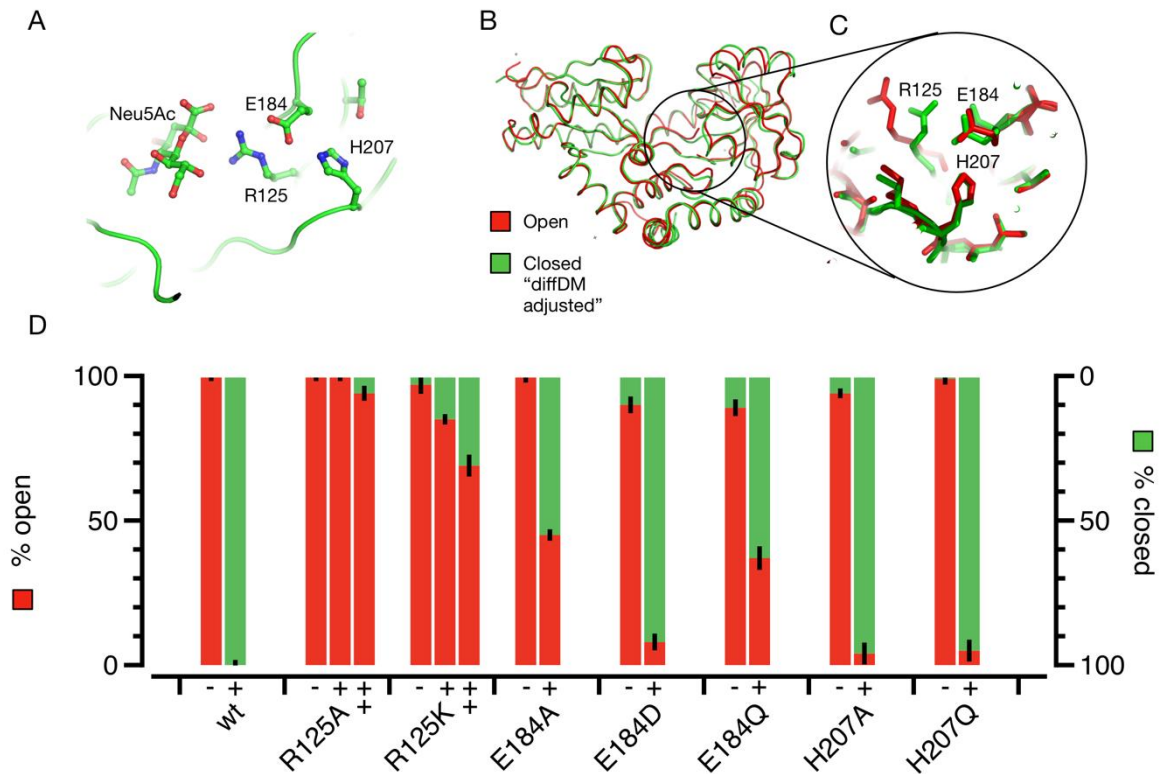 A
Neu5Ac
E184
R125
H207
B
Open
Closed
"diffDM
adjusted"
C
R125
E184
H207
D
% open
100
50
0
% closed
0
50
100
- +
- + ++
- + ++
- +
- +
- +
- +
- +
wt
R125A
R125K
E184A
E184D
E184Q
H207A
H207Q